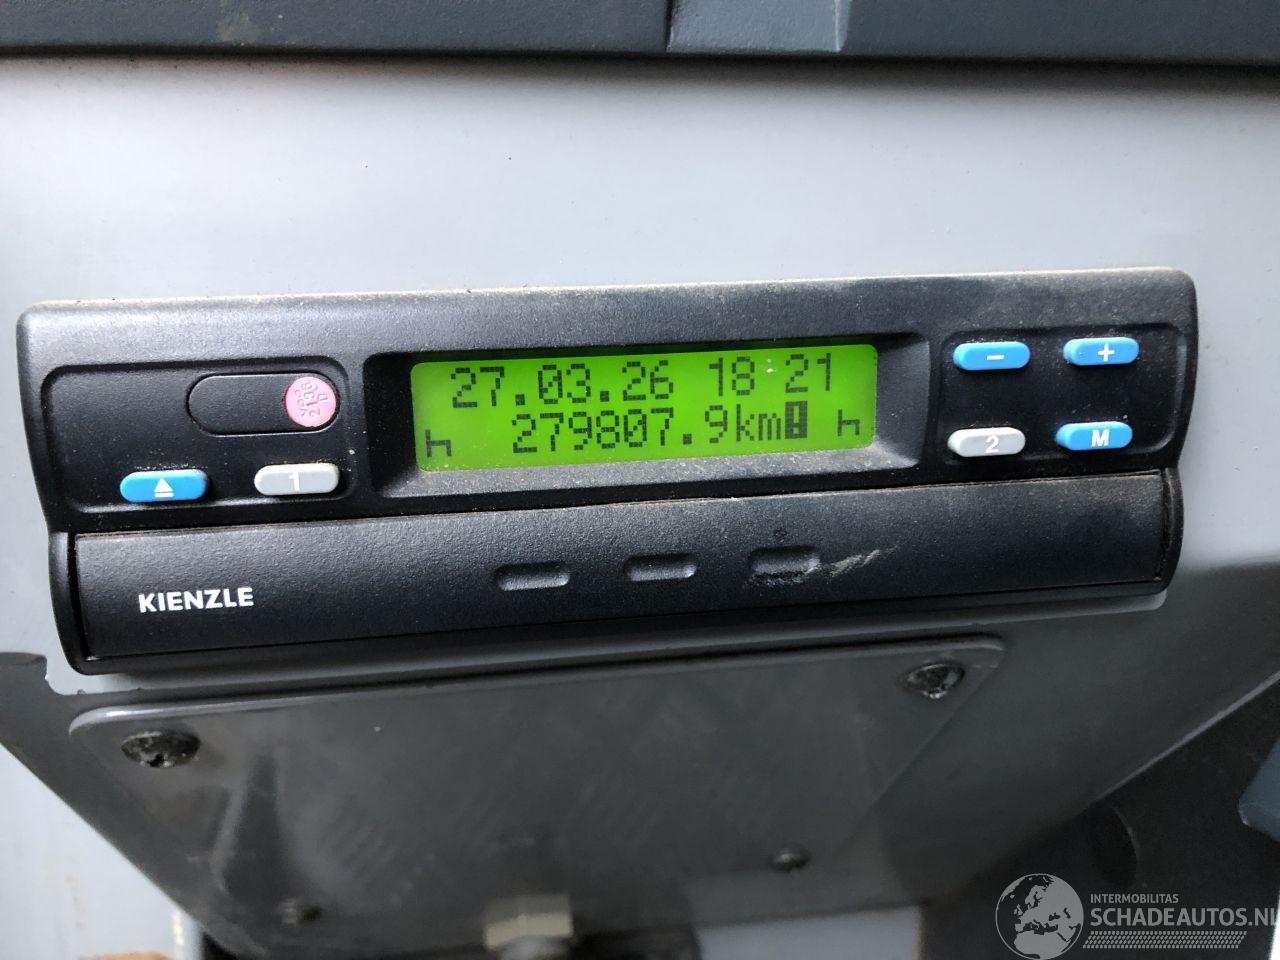 27.03.26 18 21
h 279807.9km h
− +
1
2 M
KIENZLE
INTERMOBILITAS
SCHADEAUTOS.NL